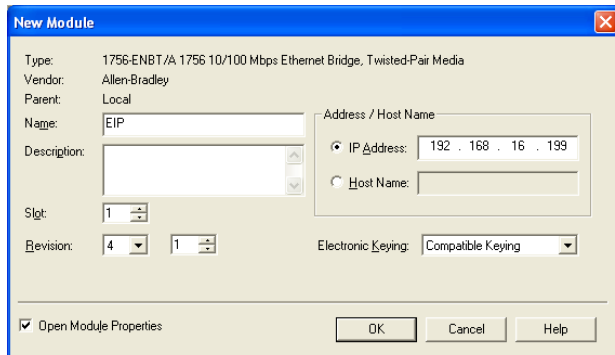 New Module
Type: 1756-ENBT/A 1756 10/100 Mbps Ethernet Bridge, Twisted-Pair Media
Vendor: Allen-Bradley
Parent: Local
Name: EIP
Description:
Address / Host Name
IP Address: 192 . 168 . 16 . 199
Host Name:
Slot: 1
Revision: 4 1
Electronic Keying: Compatible Keying
Open Module Properties
OK Cancel Help